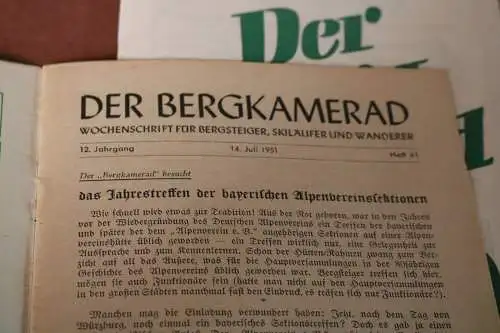 Der
DER BERGKAMERAD
WOCHENSCHRIFT FÜR BERGSTEIGER, SKILÄUFER UND WANDERER
12. Jahrgang 14. Juli 1951 Heft 41
Der „Bergkamerad" besucht
das Jahrestreffen der bayerischen Alpenvereinssektionen
Wie schnell wird etwas zur Tradition! Aus der Not geboren, war in den Jahren
vor der Wiedergründung des Deutschen Alpenvereins ein Treffen der bayerischen
und später der dem „Alpenverein e. V." angehörigen Sektionen auf einer Alpen-
vereinshütte üblich geworden — ein Treffen wirklich nur, eine Gelegenheit zur
Aussprache und zum Kennenlernen. Schon der Hütten-Rahmen zwang zum Ver-
zicht auf all das Äußere, was für die Hauptversammlungen in der 80jährigen
Geschichte des Alpenvereins üblich geworden war. Bergsteiger treffen sich hier,
mögen sie auch Funktionäre sein (hatte man nicht auf den Hauptversammlungen
in den großen Städten manchmal fast den Eindruck, es träfen sich nur Funktionäre?).
Manchen mag die Einladung verwundert haben: Jetzt, nach dem Tag von
Würzburg, noch einmal ein bayerisches Sektionentreffen? Doch es gab ja einen